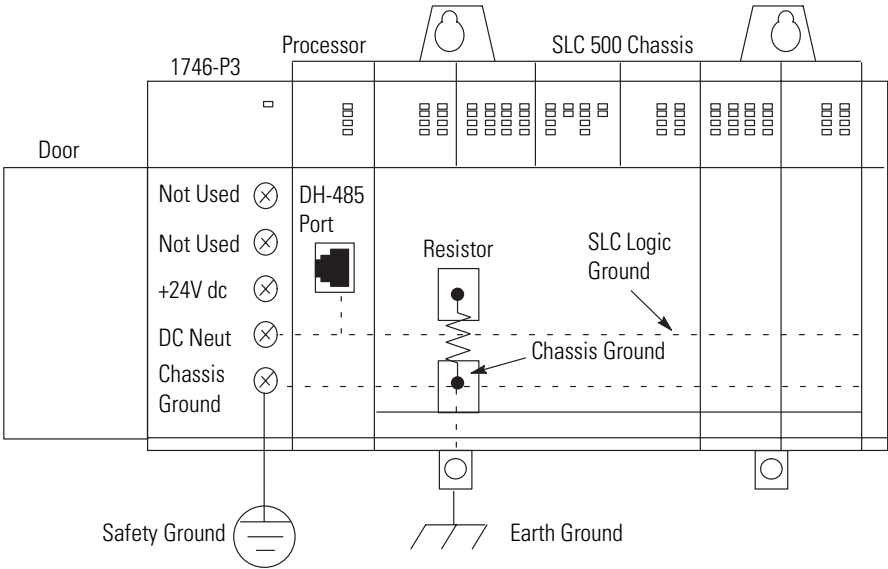 Processor
SLC 500 Chassis
1746-P3
Door
Not Used
DH-485
Port
Not Used
Resistor
SLC Logic
Ground
+24V dc
DC Neut
Chassis Ground
Chassis
Ground
Safety Ground
Earth Ground